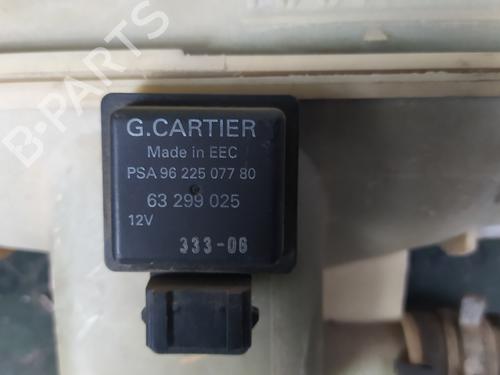 B-PARTS
G.CARTIER
Made in EEC
PSA 96 225 077 80
63 299 025
12V
333-06